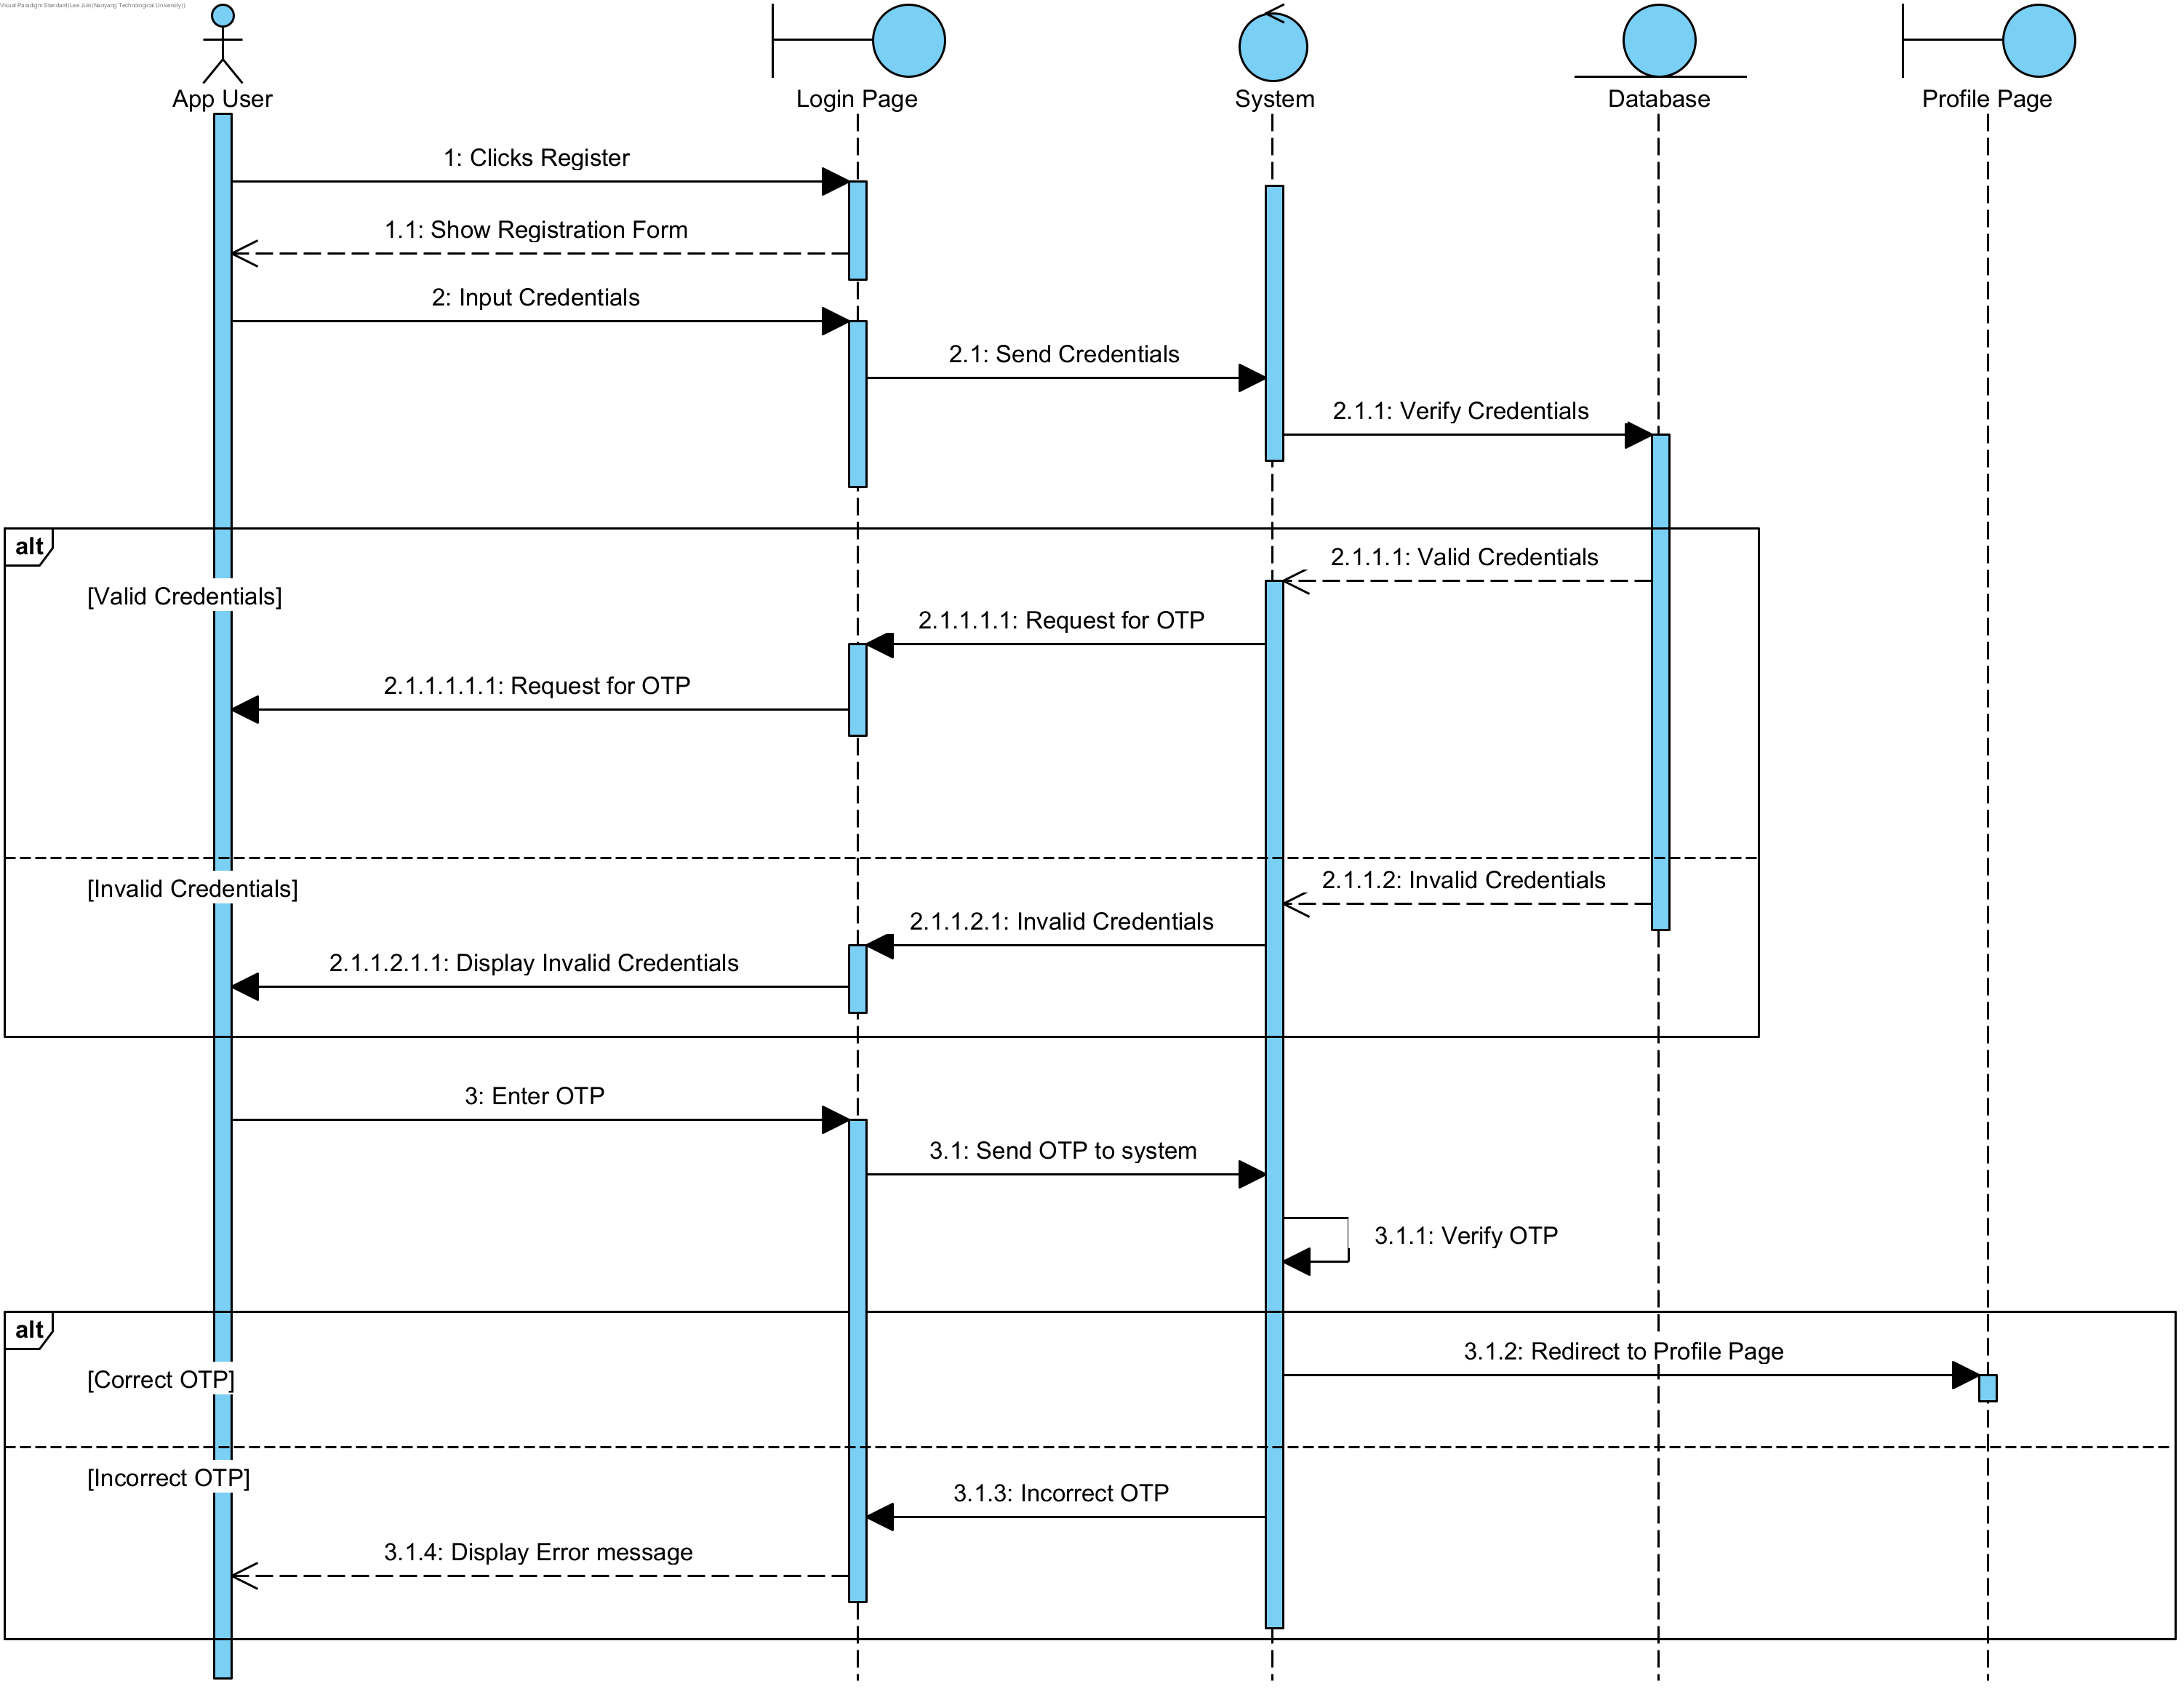 Visual Paradigm Standard(Lee Juin(Nanyang Technological University))
App User
Login Page
System
Database
Profile Page
1: Clicks Register
1.1: Show Registration Form
2: Input Credentials
2.1: Send Credentials
2.1.1: Verify Credentials
alt
2.1.1.1: Valid Credentials
[Valid Credentials]
2.1.1.1.1: Request for OTP
2.1.1.1.1.1: Request for OTP
[Invalid Credentials]
2.1.1.2: Invalid Credentials
2.1.1.2.1: Invalid Credentials
2.1.1.2.1.1: Display Invalid Credentials
3: Enter OTP
3.1: Send OTP to system
3.1.1: Verify OTP
alt
3.1.2: Redirect to Profile Page
[Correct OTP]
[Incorrect OTP]
3.1.3: Incorrect OTP
3.1.4: Display Error message